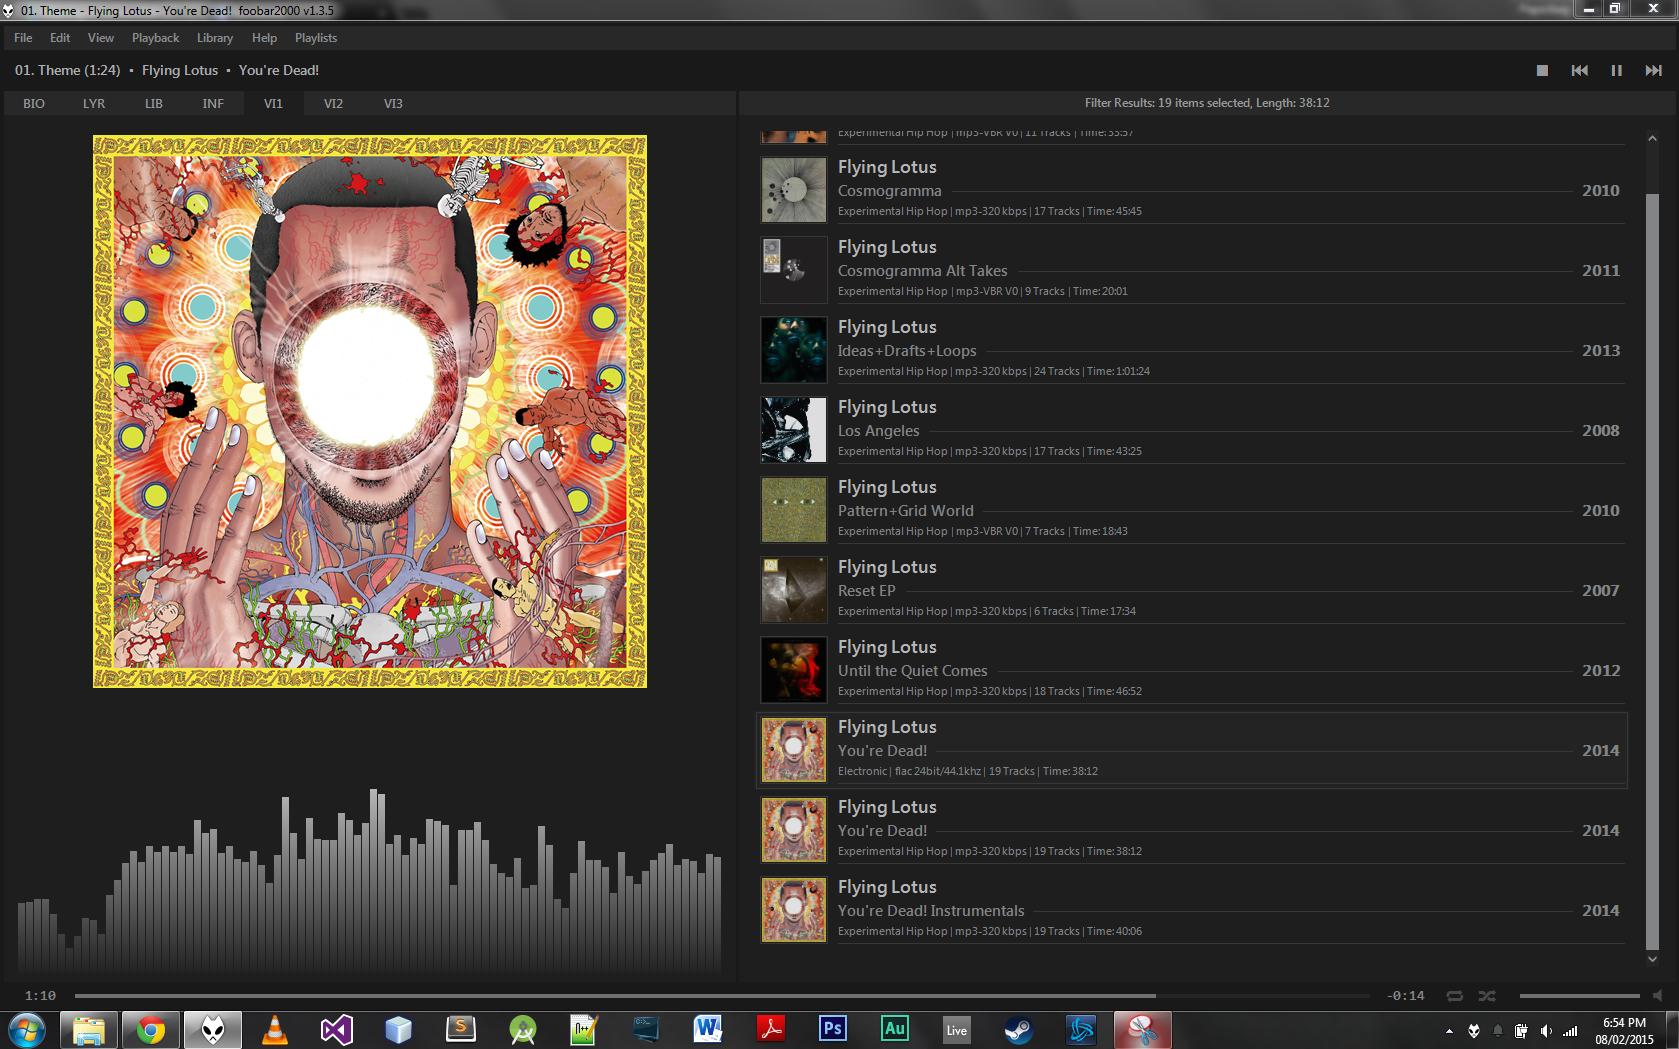 01. Theme - Flying Lotus - You're Dead!  foobar2000 v1.3.5
File Edit View Playback Library Help Playlists
01. Theme (1:24) • Flying Lotus • You're Dead!
BIO LYR LIB INF VI1 VI2 VI3
Filter Results: 19 items selected, Length: 38:12
Experimental Hip Hop | mp3-VBR V0 | 11 Tracks | Time: 33:57
Flying Lotus
Cosmogramma 2010
Experimental Hip Hop | mp3-320 kbps | 17 Tracks | Time: 45:45
Flying Lotus
Cosmogramma Alt Takes 2011
Experimental Hip Hop | mp3-VBR V0 | 9 Tracks | Time: 20:01
Flying Lotus
Ideas+Drafts+Loops 2013
Experimental Hip Hop | mp3-320 kbps | 24 Tracks | Time: 1:01:24
Flying Lotus
Los Angeles 2008
Experimental Hip Hop | mp3-320 kbps | 17 Tracks | Time: 43:25
Flying Lotus
Pattern+Grid World 2010
Experimental Hip Hop | mp3-VBR V0 | 7 Tracks | Time: 18:43
Flying Lotus
Reset EP 2007
Experimental Hip Hop | mp3-320 kbps | 6 Tracks | Time: 17:34
Flying Lotus
Until the Quiet Comes 2012
Experimental Hip Hop | mp3-320 kbps | 18 Tracks | Time: 46:52
Flying Lotus
You're Dead! 2014
Electronic | flac 24bit/44.1khz | 19 Tracks | Time: 38:12
Flying Lotus
You're Dead! 2014
Experimental Hip Hop | mp3-320 kbps | 19 Tracks | Time: 38:12
Flying Lotus
You're Dead! Instrumentals 2014
Experimental Hip Hop | mp3-320 kbps | 19 Tracks | Time: 40:06
1:10 -0:14
S n++ W Ps Au Live
6:54 PM
08/02/2015